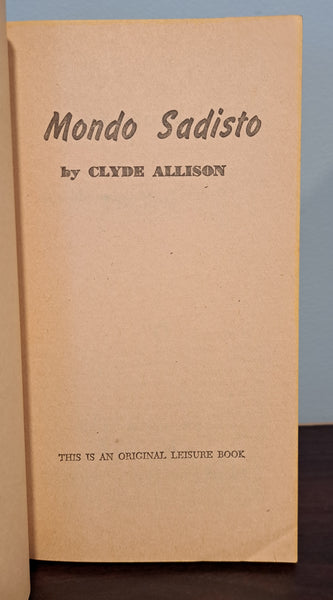 Mondo Sadisto
by CLYDE ALLISON
THIS IS AN ORIGINAL LEISURE BOOK